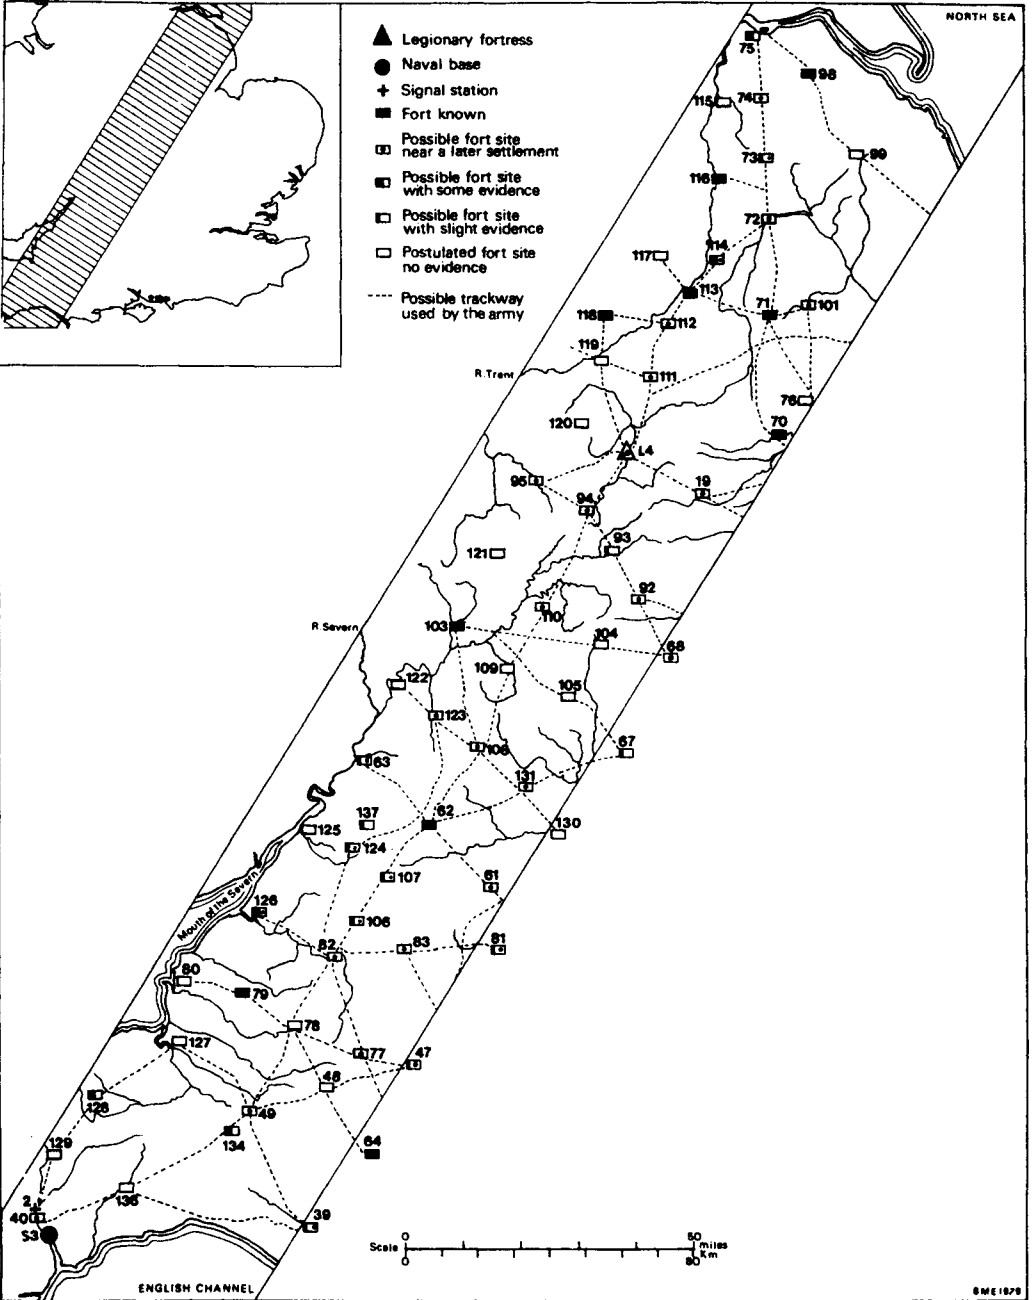 NORTH SEA
Legionary fortress
Naval base
Signal station
Fort known
Possible fort site
near a later settlement
Possible fort site
with some evidence
Possible fort site
with slight evidence
Postulated fort site
no evidence
Possible trackway
used by the army
75
98
115
74
73
99
116
72
114
117
113
71
101
118
112
119
R. Trent
111
76
120
70
L4
95
19
94
93
121
92
110
R. Severn
103
104
68
109
122
105
123
108
67
63
131
137
62
125
130
124
107
61
Mouth of the Severn
126
106
82
83
81
80
79
78
127
77
47
48
128
49
134
64
129
2
136
40
39
S3
Scale
0
50
miles
Km
0
80
ENGLISH CHANNEL